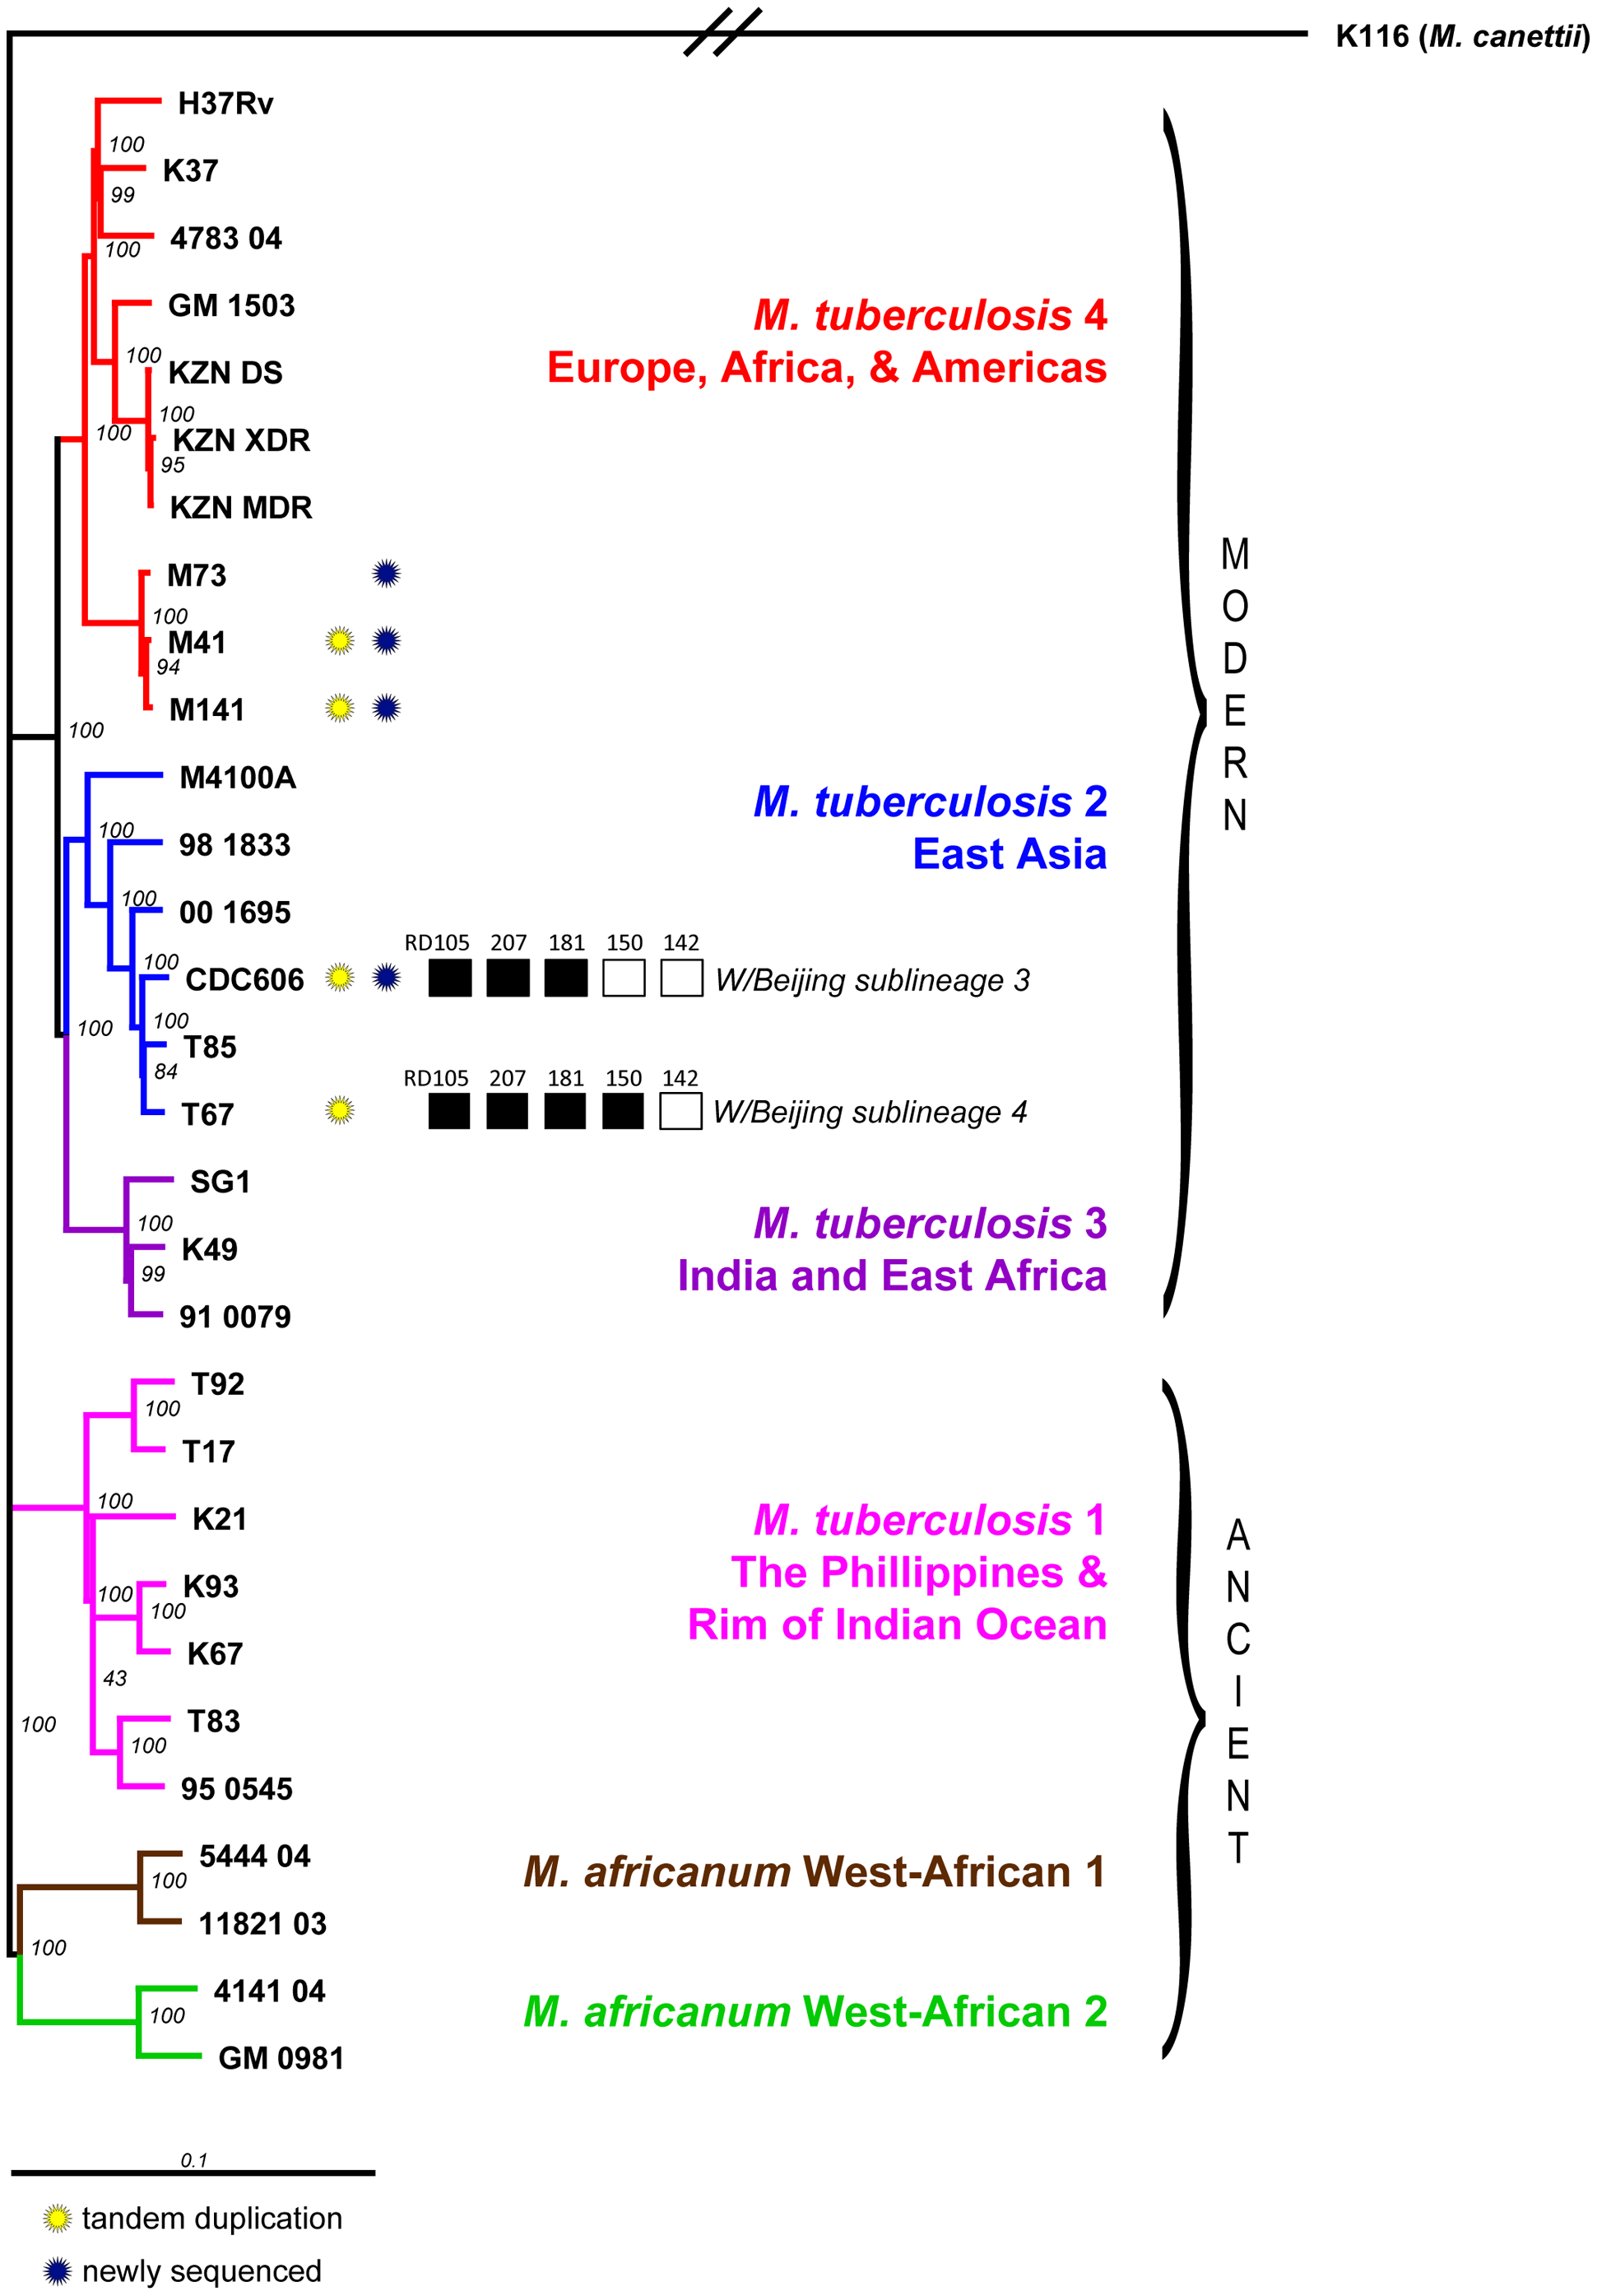 K116 (M. canettii)
H37Rv
100
K37
99
4783 04
100
GM 1503
M. tuberculosis 4
Europe, Africa, & Americas
100
KZN DS
100
100
KZN XDR
95
KZN MDR
M73
100
M41
94
M141
100
MODERN
M4100A
M. tuberculosis 2
East Asia
100
98 1833
100
00 1695
RD105 207 181 150 142
100
CDC606
W/Beijing sublineage 3
100
100
T85
84
RD105 207 181 150 142
T67
W/Beijing sublineage 4
SG1
100
M. tuberculosis 3
India and East Africa
K49
99
91 0079
T92
100
T17
100
K21
M. tuberculosis 1
The Phillippines &
Rim of Indian Ocean
K93
100
100
K67
43
T83
100
100
95 0545
ANCIENT
5444 04
100
M. africanum West-African 1
11821 03
100
4141 04
100
M. africanum West-African 2
GM 0981
0.1
tandem duplication
newly sequenced